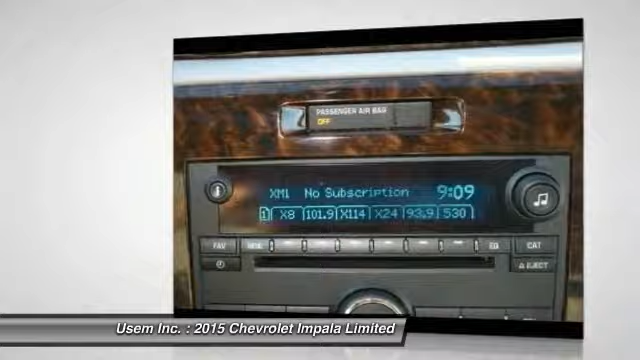 PASSENGER AIR BAG
OFF
XM1 No Subscription 9:09
1 X8 101.9 X114 X24 93.9 530
FAV EQ CAT
EJECT
Usem Inc. : 2015 Chevrolet Impala Limited